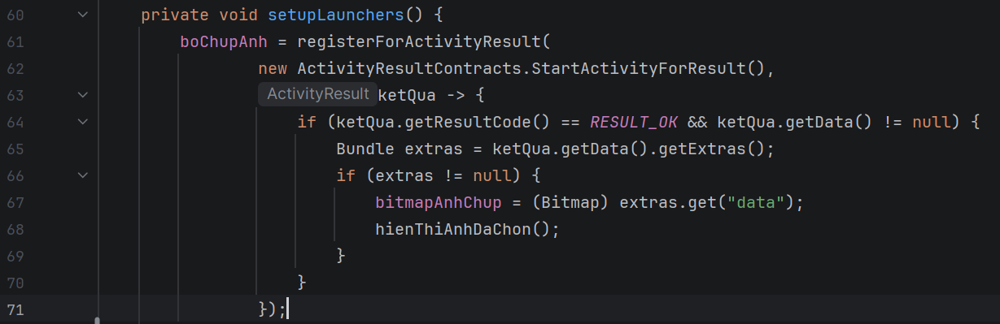 60 private void setupLaunchers() {
61 boChupAnh = registerForActivityResult(
62 new ActivityResultContracts.StartActivityForResult(),
63 ActivityResult ketQua -> {
64 if (ketQua.getResultCode() == RESULT_OK && ketQua.getData() != null) {
65 Bundle extras = ketQua.getData().getExtras();
66 if (extras != null) {
67 bitmapAnhChup = (Bitmap) extras.get("data");
68 hienThiAnhDaChon();
69 }
70 }
71 });